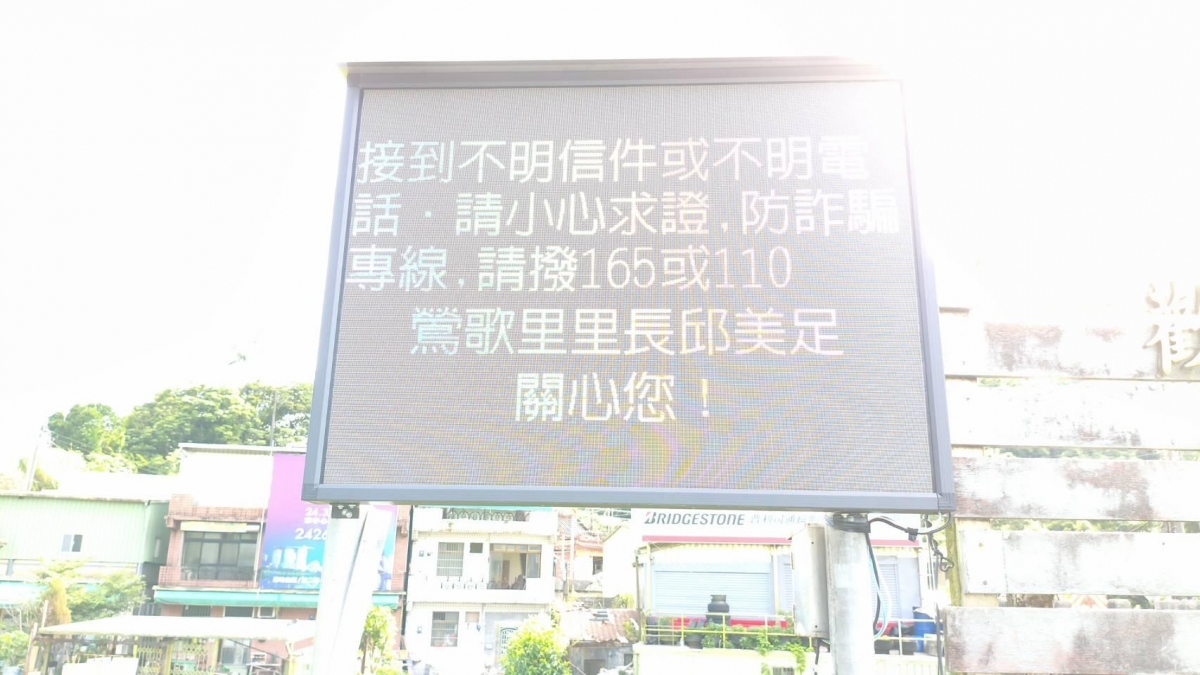 接到不明信件或不明電
話．請小心求證,防詐騙
專線,請撥165或110
鶯歌里里長邱美足
關心您！
BRIDGESTONE
24.
2426